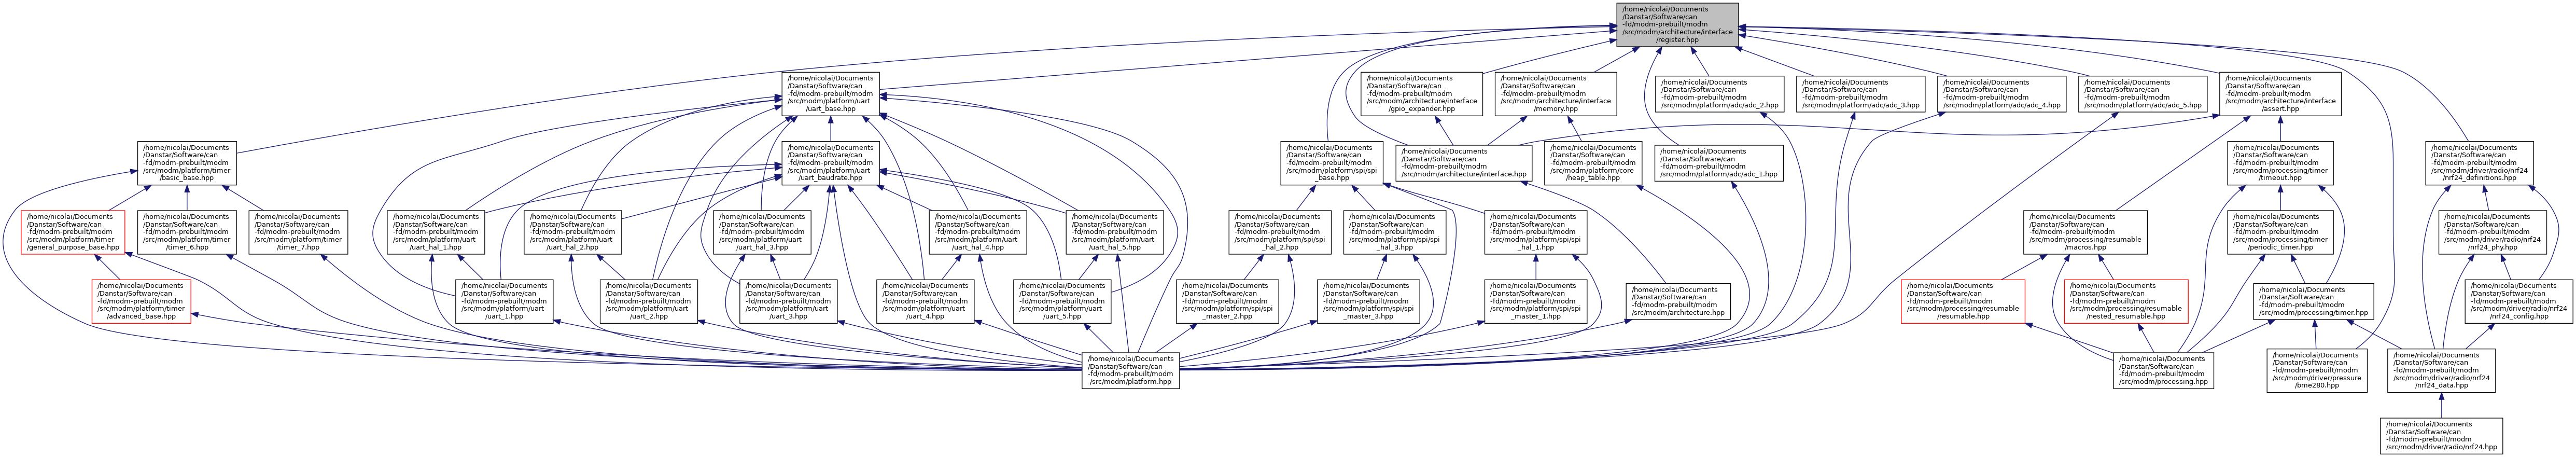 /home/nicolai/Documents
/Danstar/Software/can
-fd/modm-prebuilt/modm
/src/modm/architecture/interface
/register.hpp
/home/nicolai/Documents
/Danstar/Software/can
-fd/modm-prebuilt/modm
/src/modm/platform/uart
/uart_base.hpp
/home/nicolai/Documents
/Danstar/Software/can
-fd/modm-prebuilt/modm
/src/modm/architecture/interface
/gpio_expander.hpp
/home/nicolai/Documents
/Danstar/Software/can
-fd/modm-prebuilt/modm
/src/modm/architecture/interface
/memory.hpp
/home/nicolai/Documents
/Danstar/Software/can
-fd/modm-prebuilt/modm
/src/modm/platform/adc/adc_2.hpp
/home/nicolai/Documents
/Danstar/Software/can
-fd/modm-prebuilt/modm
/src/modm/platform/adc/adc_3.hpp
/home/nicolai/Documents
/Danstar/Software/can
-fd/modm-prebuilt/modm
/src/modm/platform/adc/adc_4.hpp
/home/nicolai/Documents
/Danstar/Software/can
-fd/modm-prebuilt/modm
/src/modm/platform/adc/adc_5.hpp
/home/nicolai/Documents
/Danstar/Software/can
-fd/modm-prebuilt/modm
/src/modm/architecture/interface
/assert.hpp
/home/nicolai/Documents
/Danstar/Software/can
-fd/modm-prebuilt/modm
/src/modm/platform/timer
/basic_base.hpp
/home/nicolai/Documents
/Danstar/Software/can
-fd/modm-prebuilt/modm
/src/modm/platform/uart
/uart_baudrate.hpp
/home/nicolai/Documents
/Danstar/Software/can
-fd/modm-prebuilt/modm
/src/modm/platform/spi/spi
_base.hpp
/home/nicolai/Documents
/Danstar/Software/can
-fd/modm-prebuilt/modm
/src/modm/architecture/interface.hpp
/home/nicolai/Documents
/Danstar/Software/can
-fd/modm-prebuilt/modm
/src/modm/platform/core
/heap_table.hpp
/home/nicolai/Documents
/Danstar/Software/can
-fd/modm-prebuilt/modm
/src/modm/platform/adc/adc_1.hpp
/home/nicolai/Documents
/Danstar/Software/can
-fd/modm-prebuilt/modm
/src/modm/processing/timer
/timeout.hpp
/home/nicolai/Documents
/Danstar/Software/can
-fd/modm-prebuilt/modm
/src/modm/driver/radio/nrf24
/nrf24_definitions.hpp
/home/nicolai/Documents
/Danstar/Software/can
-fd/modm-prebuilt/modm
/src/modm/platform/timer
/general_purpose_base.hpp
/home/nicolai/Documents
/Danstar/Software/can
-fd/modm-prebuilt/modm
/src/modm/platform/timer
/timer_6.hpp
/home/nicolai/Documents
/Danstar/Software/can
-fd/modm-prebuilt/modm
/src/modm/platform/timer
/timer_7.hpp
/home/nicolai/Documents
/Danstar/Software/can
-fd/modm-prebuilt/modm
/src/modm/platform/uart
/uart_hal_1.hpp
/home/nicolai/Documents
/Danstar/Software/can
-fd/modm-prebuilt/modm
/src/modm/platform/uart
/uart_hal_2.hpp
/home/nicolai/Documents
/Danstar/Software/can
-fd/modm-prebuilt/modm
/src/modm/platform/uart
/uart_hal_3.hpp
/home/nicolai/Documents
/Danstar/Software/can
-fd/modm-prebuilt/modm
/src/modm/platform/uart
/uart_hal_4.hpp
/home/nicolai/Documents
/Danstar/Software/can
-fd/modm-prebuilt/modm
/src/modm/platform/uart
/uart_hal_5.hpp
/home/nicolai/Documents
/Danstar/Software/can
-fd/modm-prebuilt/modm
/src/modm/platform/spi/spi
_hal_2.hpp
/home/nicolai/Documents
/Danstar/Software/can
-fd/modm-prebuilt/modm
/src/modm/platform/spi/spi
_hal_3.hpp
/home/nicolai/Documents
/Danstar/Software/can
-fd/modm-prebuilt/modm
/src/modm/platform/spi/spi
_hal_1.hpp
/home/nicolai/Documents
/Danstar/Software/can
-fd/modm-prebuilt/modm
/src/modm/processing/resumable
/macros.hpp
/home/nicolai/Documents
/Danstar/Software/can
-fd/modm-prebuilt/modm
/src/modm/processing/timer
/periodic_timer.hpp
/home/nicolai/Documents
/Danstar/Software/can
-fd/modm-prebuilt/modm
/src/modm/driver/radio/nrf24
/nrf24_phy.hpp
/home/nicolai/Documents
/Danstar/Software/can
-fd/modm-prebuilt/modm
/src/modm/platform/timer
/advanced_base.hpp
/home/nicolai/Documents
/Danstar/Software/can
-fd/modm-prebuilt/modm
/src/modm/platform/uart
/uart_1.hpp
/home/nicolai/Documents
/Danstar/Software/can
-fd/modm-prebuilt/modm
/src/modm/platform/uart
/uart_2.hpp
/home/nicolai/Documents
/Danstar/Software/can
-fd/modm-prebuilt/modm
/src/modm/platform/uart
/uart_3.hpp
/home/nicolai/Documents
/Danstar/Software/can
-fd/modm-prebuilt/modm
/src/modm/platform/uart
/uart_4.hpp
/home/nicolai/Documents
/Danstar/Software/can
-fd/modm-prebuilt/modm
/src/modm/platform/uart
/uart_5.hpp
/home/nicolai/Documents
/Danstar/Software/can
-fd/modm-prebuilt/modm
/src/modm/platform/spi/spi
_master_2.hpp
/home/nicolai/Documents
/Danstar/Software/can
-fd/modm-prebuilt/modm
/src/modm/platform/spi/spi
_master_3.hpp
/home/nicolai/Documents
/Danstar/Software/can
-fd/modm-prebuilt/modm
/src/modm/platform/spi/spi
_master_1.hpp
/home/nicolai/Documents
/Danstar/Software/can
-fd/modm-prebuilt/modm
/src/modm/architecture.hpp
/home/nicolai/Documents
/Danstar/Software/can
-fd/modm-prebuilt/modm
/src/modm/processing/resumable
/resumable.hpp
/home/nicolai/Documents
/Danstar/Software/can
-fd/modm-prebuilt/modm
/src/modm/processing/resumable
/nested_resumable.hpp
/home/nicolai/Documents
/Danstar/Software/can
-fd/modm-prebuilt/modm
/src/modm/processing/timer.hpp
/home/nicolai/Documents
/Danstar/Software/can
-fd/modm-prebuilt/modm
/src/modm/driver/radio/nrf24
/nrf24_config.hpp
/home/nicolai/Documents
/Danstar/Software/can
-fd/modm-prebuilt/modm
/src/modm/platform.hpp
/home/nicolai/Documents
/Danstar/Software/can
-fd/modm-prebuilt/modm
/src/modm/processing.hpp
/home/nicolai/Documents
/Danstar/Software/can
-fd/modm-prebuilt/modm
/src/modm/driver/pressure
/bme280.hpp
/home/nicolai/Documents
/Danstar/Software/can
-fd/modm-prebuilt/modm
/src/modm/driver/radio/nrf24
/nrf24_data.hpp
/home/nicolai/Documents
/Danstar/Software/can
-fd/modm-prebuilt/modm
/src/modm/driver/radio/nrf24.hpp